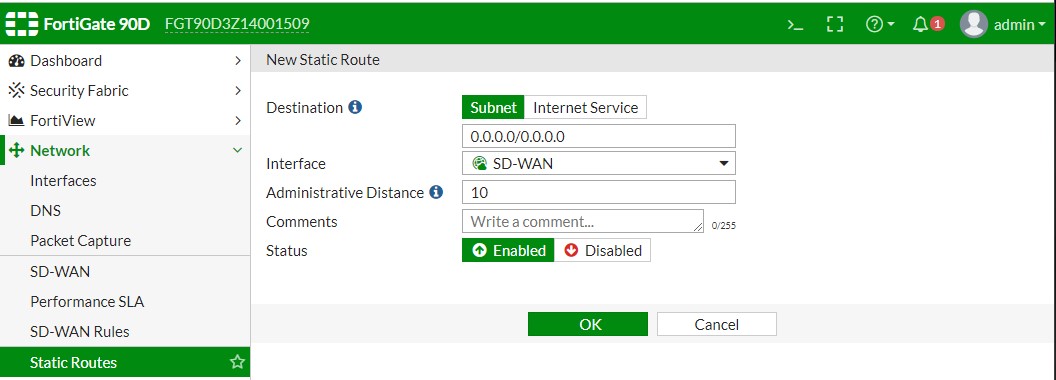 FortiGate 90D FGT90D3Z14001509 >_ 1 admin
Dashboard
Security Fabric
FortiView
Network
Interfaces
DNS
Packet Capture
SD-WAN
Performance SLA
SD-WAN Rules
Static Routes
New Static Route
Destination Subnet Internet Service
0.0.0.0/0.0.0.0
Interface SD-WAN
Administrative Distance 10
Comments Write a comment... 0/255
Status Enabled Disabled
OK Cancel